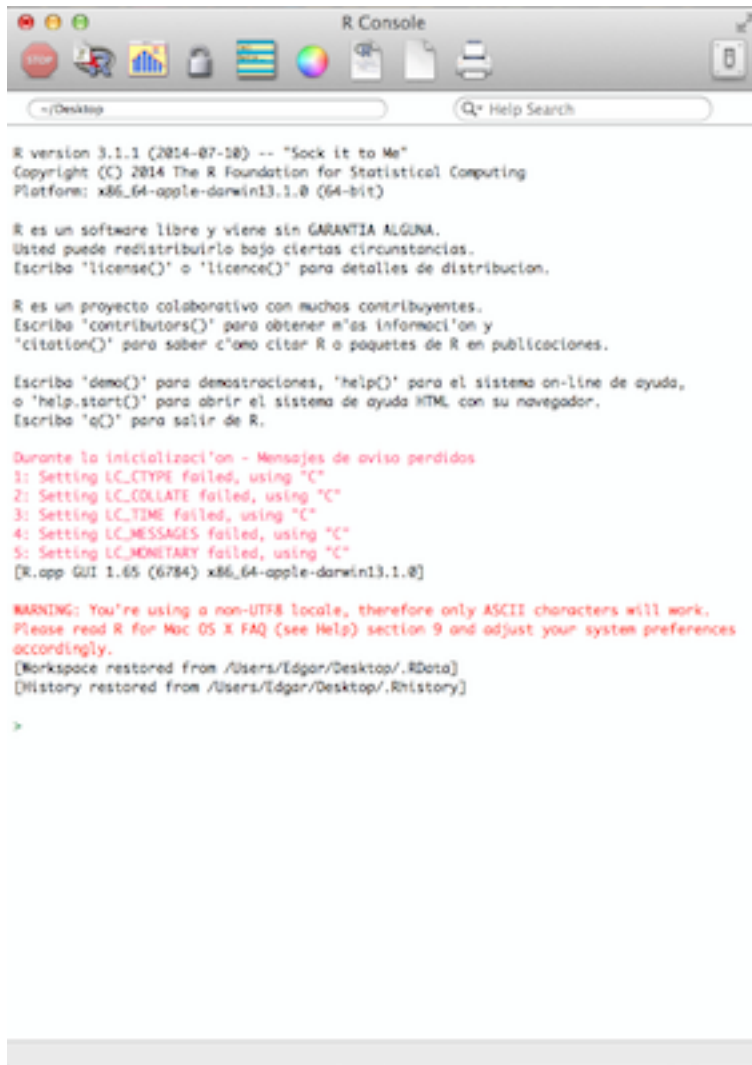 R Console
STOP
~/Desktop
Help Search
R version 3.1.1 (2014-07-10) -- "Sock it to Me"
Copyright (C) 2014 The R Foundation for Statistical Computing
Platform: x86_64-apple-darwin13.1.0 (64-bit)
R es un software libre y viene sin GARANTIA ALGUNA.
Usted puede redistribuirlo bajo ciertas circunstancias.
Escriba 'license()' o 'licence()' para detalles de distribucion.
R es un proyecto colaborativo con muchos contribuyentes.
Escriba 'contributors()' para obtener m'as informaci'on y
'citation()' para saber c'omo citar R o paquetes de R en publicaciones.
Escriba 'demo()' para demostraciones, 'help()' para el sistema on-line de ayuda,
o 'help.start()' para abrir el sistema de ayuda HTML con su navegador.
Escriba 'q()' para salir de R.
Durante la inicializaci'on - Mensajes de aviso perdidos
1: Setting LC_CTYPE failed, using "C"
2: Setting LC_COLLATE failed, using "C"
3: Setting LC_TIME failed, using "C"
4: Setting LC_MESSAGES failed, using "C"
5: Setting LC_MONETARY failed, using "C"
[R.app GUI 1.65 (6784) x86_64-apple-darwin13.1.0]
WARNING: You're using a non-UTF8 locale, therefore only ASCII characters will work.
Please read R for Mac OS X FAQ (see Help) section 9 and adjust your system preferences
accordingly.
[Workspace restored from /Users/Edgar/Desktop/.RData]
[History restored from /Users/Edgar/Desktop/.Rhistory]
>